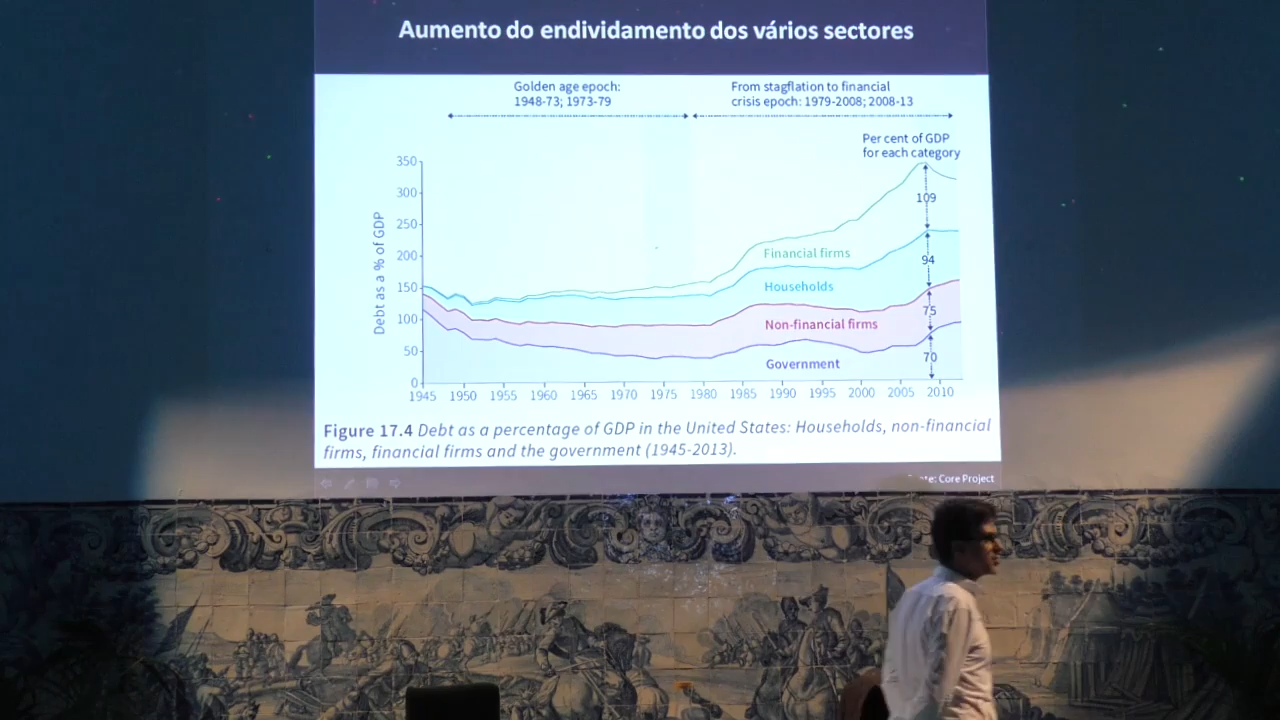 Aumento do endividamento dos vários sectores
Golden age epoch:
1948-73; 1973-79
From stagflation to financial
crisis epoch: 1979-2008; 2008-13
Per cent of GDP
for each category
Debt as a % of GDP
350
300
250
200
150
100
50
0
109
94
75
70
Financial firms
Households
Non-financial firms
Government
1945 1950 1955 1960 1965 1970 1975 1980 1985 1990 1995 2000 2005 2010
Figure 17.4 Debt as a percentage of GDP in the United States: Households, non-financial
firms, financial firms and the government (1945-2013).
Core Project